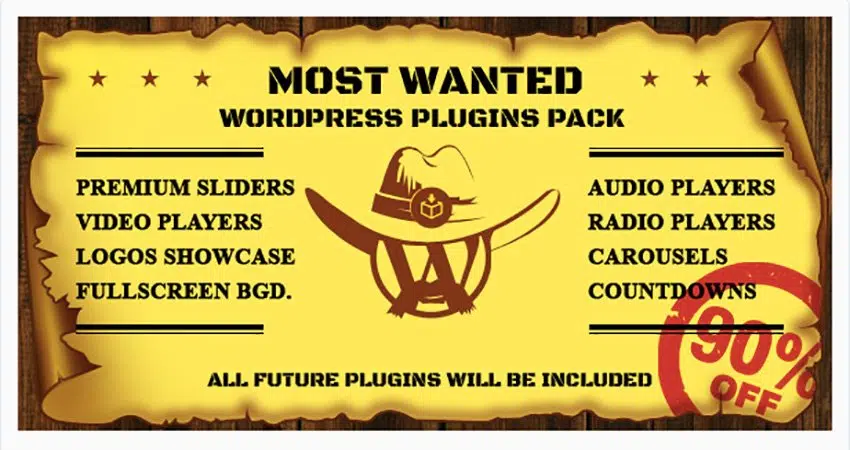 MOST WANTED
WORDPRESS PLUGINS PACK
PREMIUM SLIDERS
VIDEO PLAYERS
LOGOS SHOWCASE
FULLSCREEN BGD.
AUDIO PLAYERS
RADIO PLAYERS
CAROUSELS
COUNTDOWNS
ALL FUTURE PLUGINS WILL BE INCLUDED
90%
OFF